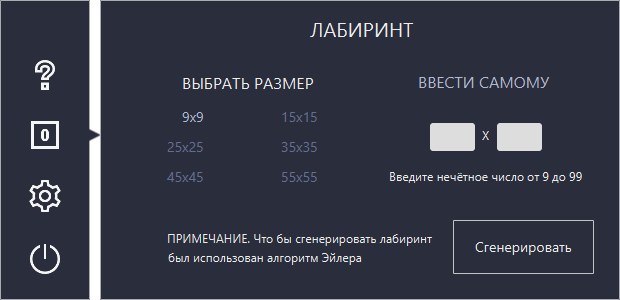 ЛАБИРИНТ
ВЫБРАТЬ РАЗМЕР
ВВЕСТИ САМОМУ
9x9 15x15
25x25 35x35
45x45 55x55
X
Введите нечётное число от 9 до 99
ПРИМЕЧАНИЕ. Что бы сгенерировать лабиринт
был использован алгоритм Эйлера
Сгенерировать
?
0